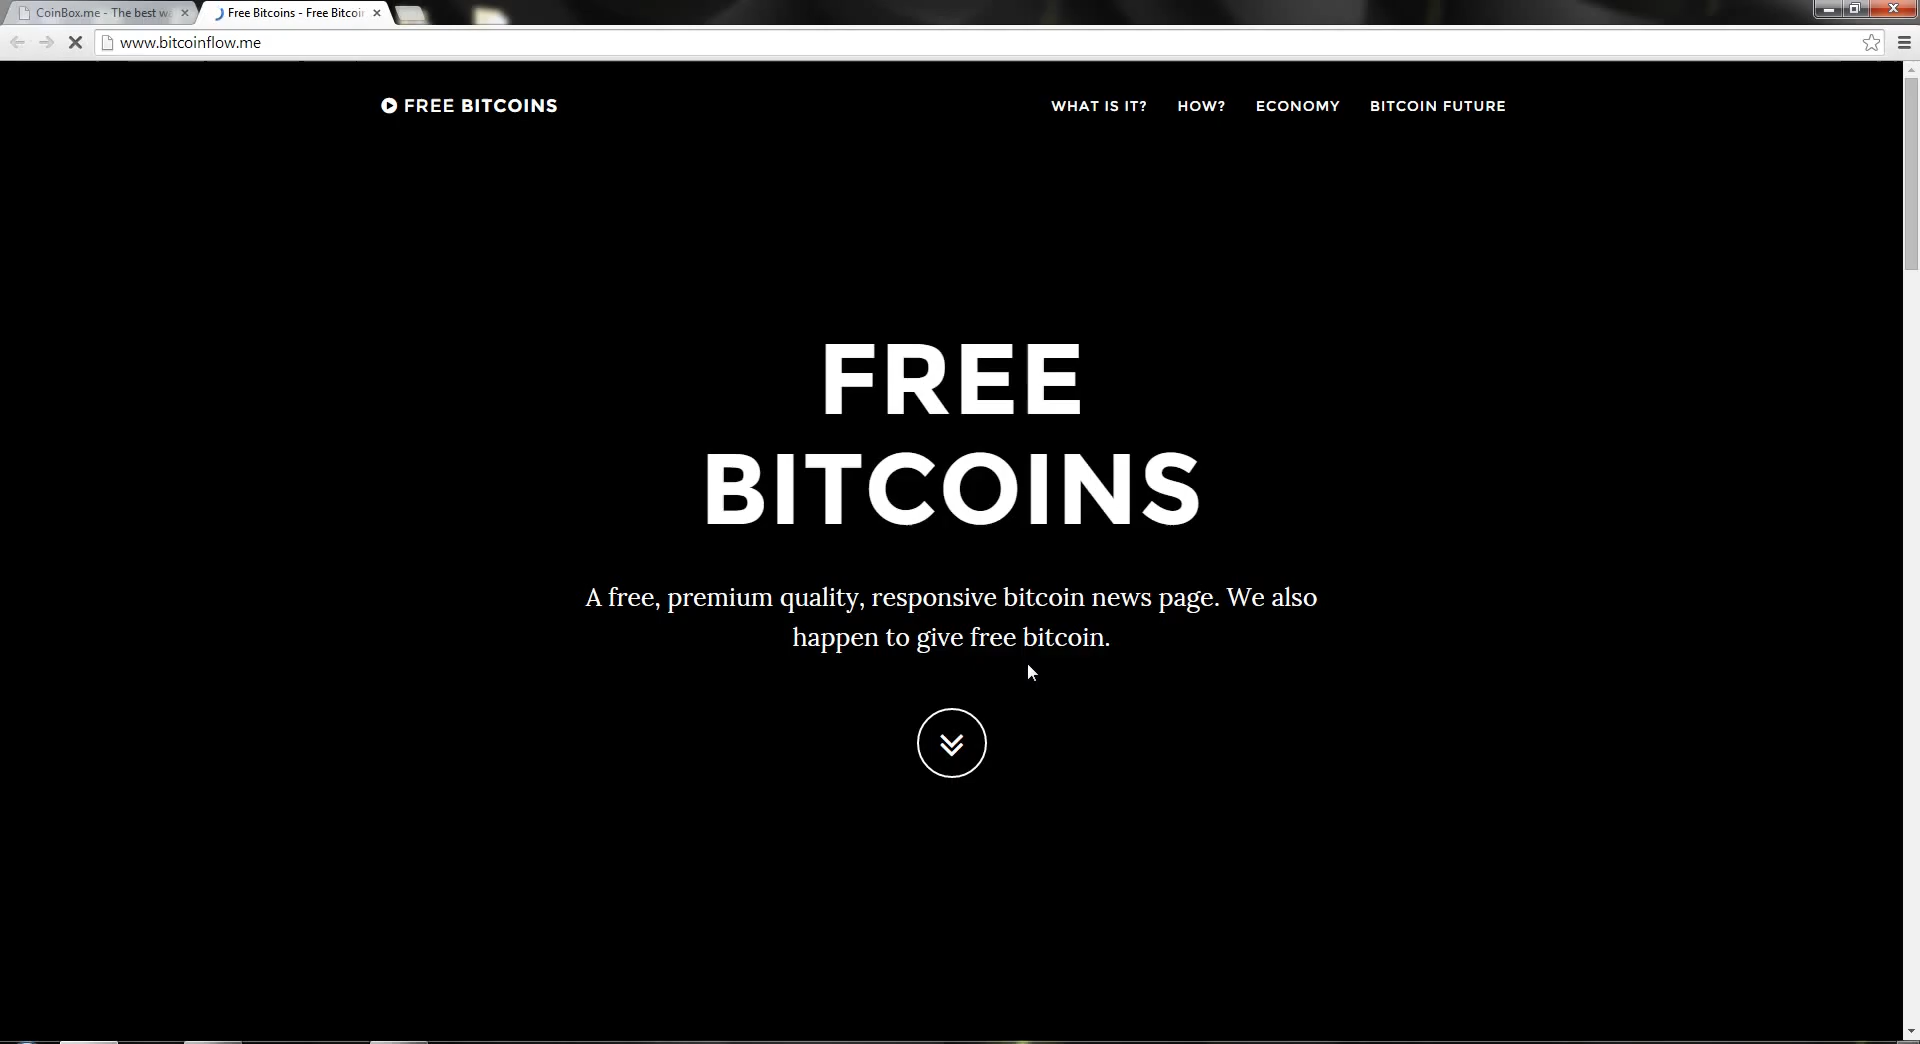 CoinBox.me - The best w
Free Bitcoins - Free Bitcoi
www.bitcoinflow.me
FREE BITCOINS
WHAT IS IT?
HOW?
ECONOMY
BITCOIN FUTURE
FREE
BITCOINS
A free, premium quality, responsive bitcoin news page. We also
happen to give free bitcoin.